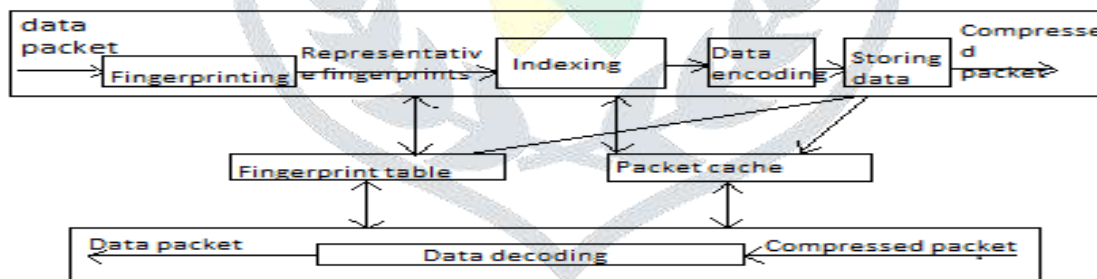 data
packet
Fingerprinting
Representativ
e fingerprints
Indexing
Data
encoding
Storing
data
Compresse
d
packet
Fingerprint table
Packet cache
Data packet
Data decoding
Compressed packet